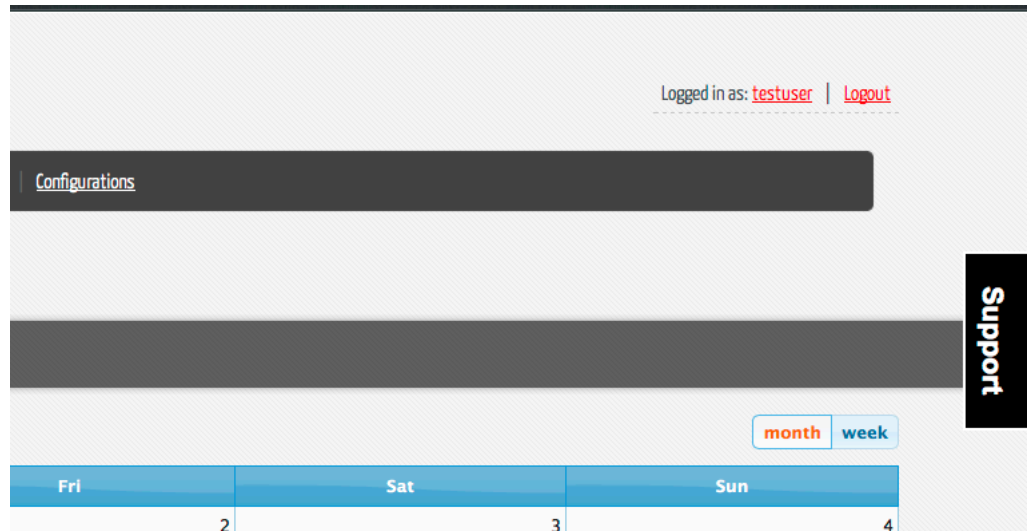 Logged in as: testuser | Logout
| Configurations
Support
month week
Fri Sat Sun
2 3 4